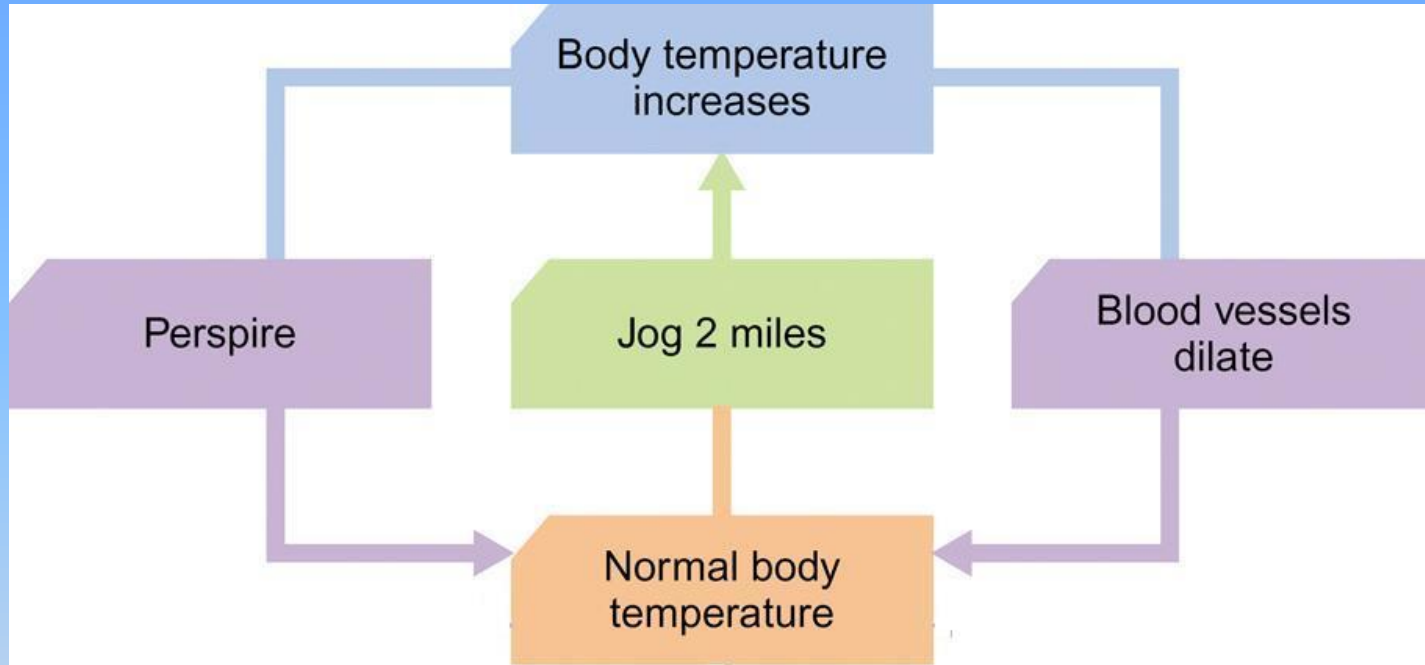 Body temperature
increases
Perspire
Jog 2 miles
Blood vessels
dilate
Normal body
temperature